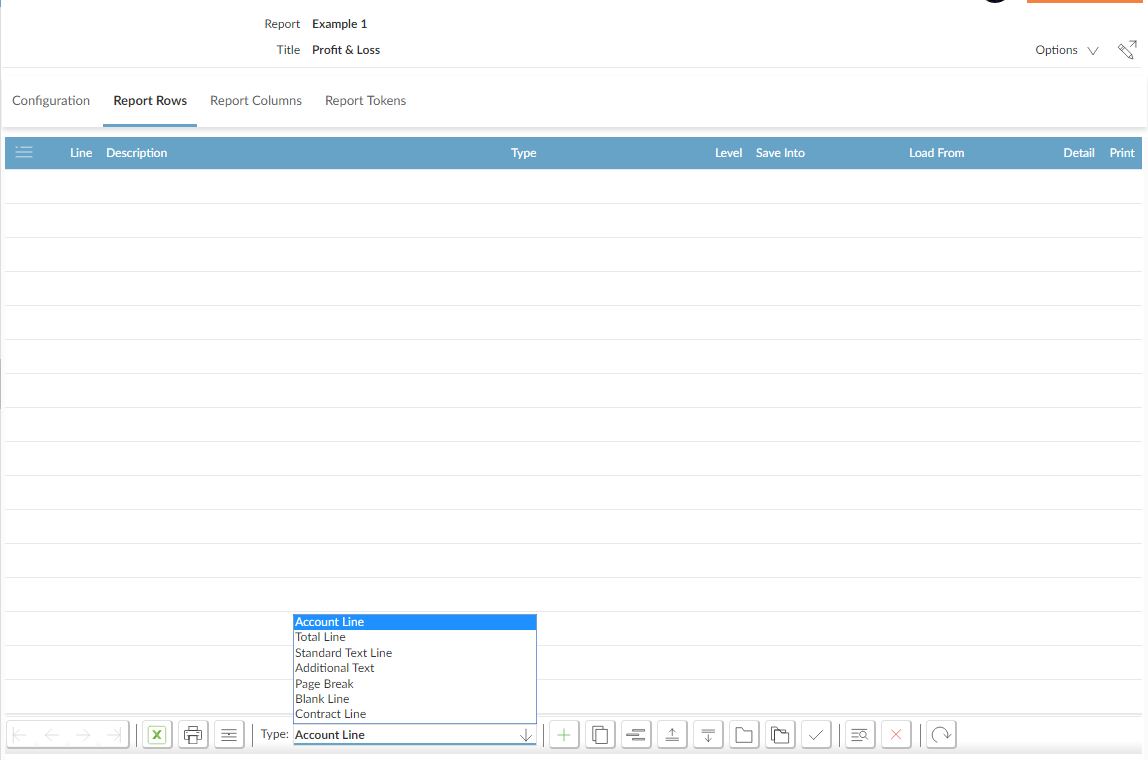 Report Example 1
Title Profit & Loss
Options
Configuration Report Rows Report Columns Report Tokens
Line Description Type Level Save Into Load From Detail Print
Account Line
Total Line
Standard Text Line
Additional Text
Page Break
Blank Line
Contract Line
Type: Account Line